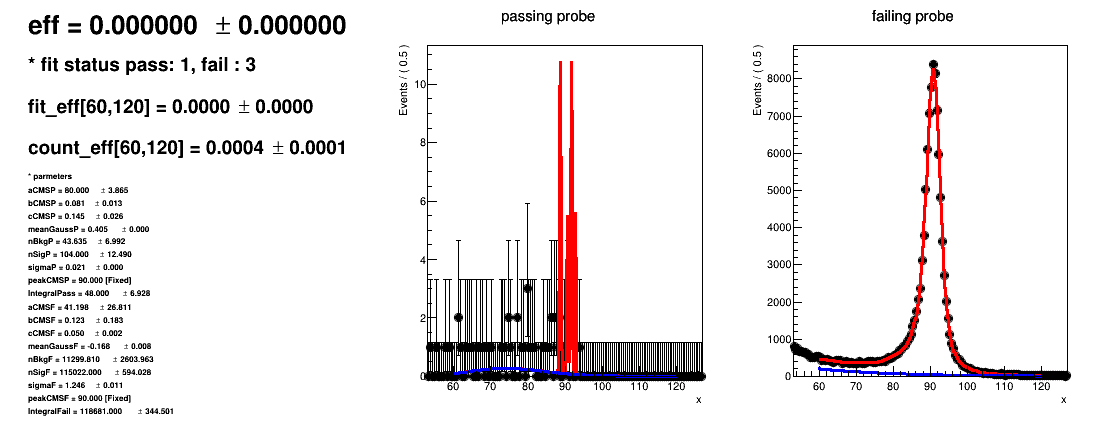 eff = 0.000000 ± 0.000000
* fit status pass: 1, fail : 3
fit_eff[60,120] = 0.0000 ± 0.0000
count_eff[60,120] = 0.0004 ± 0.0001
* parmeters
aCMSP = 80.000 ± 3.865
bCMSP = 0.081 ± 0.013
cCMSP = 0.145 ± 0.026
meanGaussP = 0.405 ± 0.000
nBkgP = 43.635 ± 6.992
nSigP = 104.000 ± 12.490
sigmaP = 0.021 ± 0.000
peakCMSP = 90.000 [Fixed]
IntegralPass = 48.000 ± 6.928
aCMSF = 41.198 ± 26.811
bCMSF = 0.123 ± 0.183
cCMSF = 0.050 ± 0.002
meanGaussF = -0.168 ± 0.008
nBkgF = 11299.810 ± 2603.963
nSigF = 115022.000 ± 594.028
sigmaF = 1.246 ± 0.011
peakCMSF = 90.000 [Fixed]
IntegralFail = 118681.000 ± 344.501
passing probe
Events / ( 0.5 )
10
8
6
4
2
0
60 70 80 90 100 110 120
x
failing probe
Events / ( 0.5 )
8000
7000
6000
5000
4000
3000
2000
1000
0
60 70 80 90 100 110 120
x